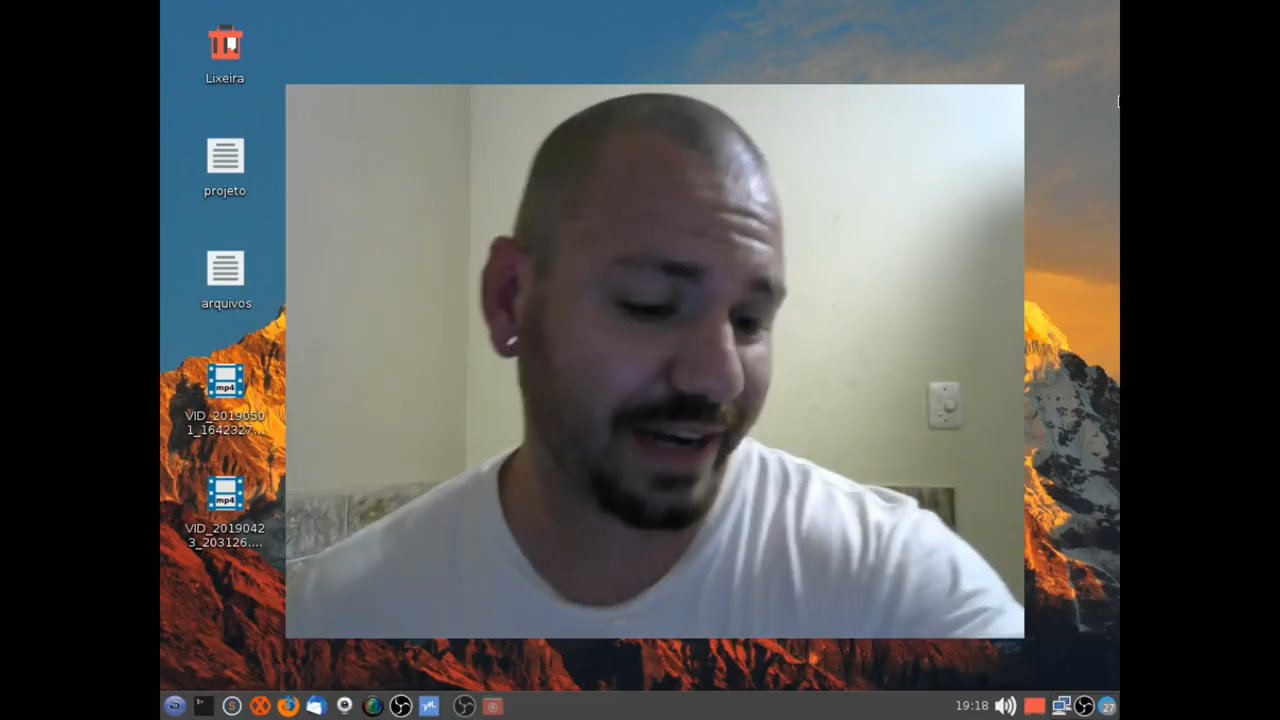 Lixeira
projeto
arquivos
mp4
VID_2019050
1_1642327...
mp4
VID_2019042
3_203126....
19:18
27